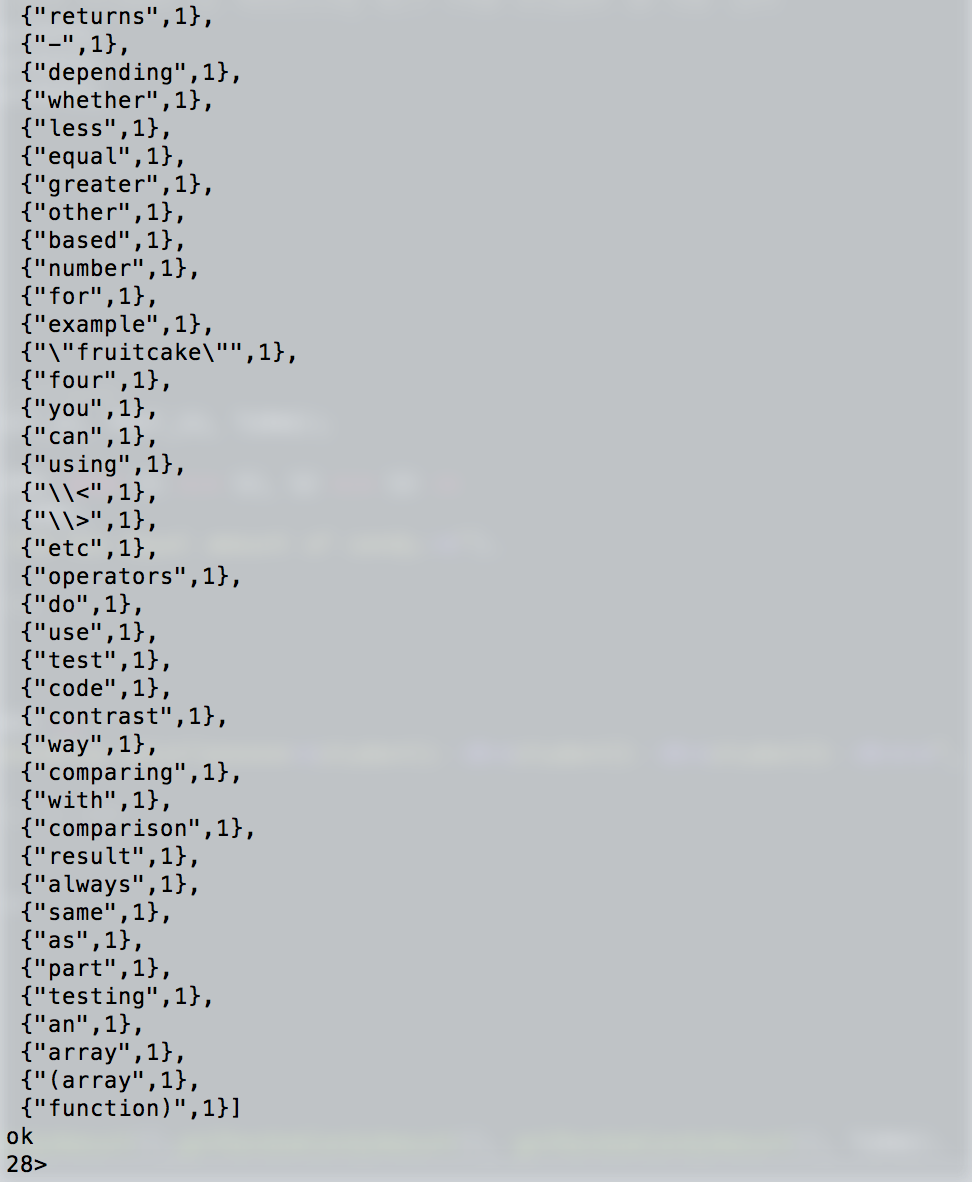 {"returns",1},
{"-",1},
{"depending",1},
{"whether",1},
{"less",1},
{"equal",1},
{"greater",1},
{"other",1},
{"based",1},
{"number",1},
{"for",1},
{"example",1},
{"\"fruitcake\"",1},
{"four",1},
{"you",1},
{"can",1},
{"using",1},
{"\\<",1},
{"\\>",1},
{"etc",1},
{"operators",1},
{"do",1},
{"use",1},
{"test",1},
{"code",1},
{"contrast",1},
{"way",1},
{"comparing",1},
{"with",1},
{"comparison",1},
{"result",1},
{"always",1},
{"same",1},
{"as",1},
{"part",1},
{"testing",1},
{"an",1},
{"array",1},
{"(array",1},
{"function)",1}]
ok
28>